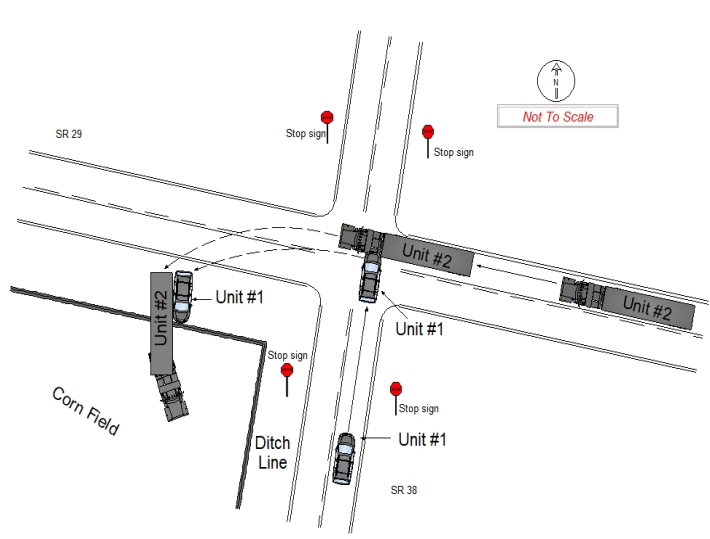 N
Not To Scale
SR 29
Stop sign
Stop sign
Unit #2
Unit #2
Unit #2
Unit #1
Unit #1
Stop sign
Stop sign
Corn Field
Ditch
Line
Unit #1
SR 38